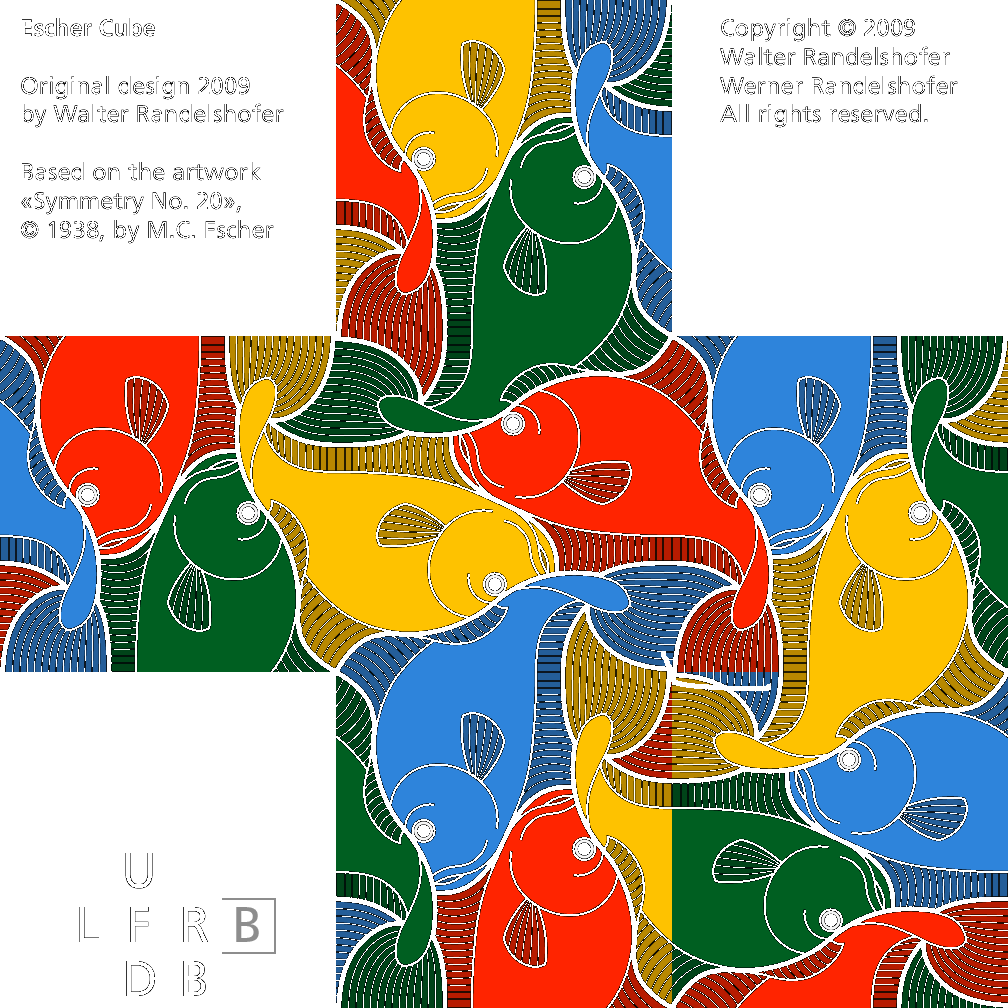 Escher Cube
Original design 2009
by Walter Randelshofer
Based on the artwork
«Symmetry No. 20»,
© 1938, by M.C. Escher
Copyright © 2009
Walter Randelshofer
Werner Randelshofer
All rights reserved.
U
L F R B
D B